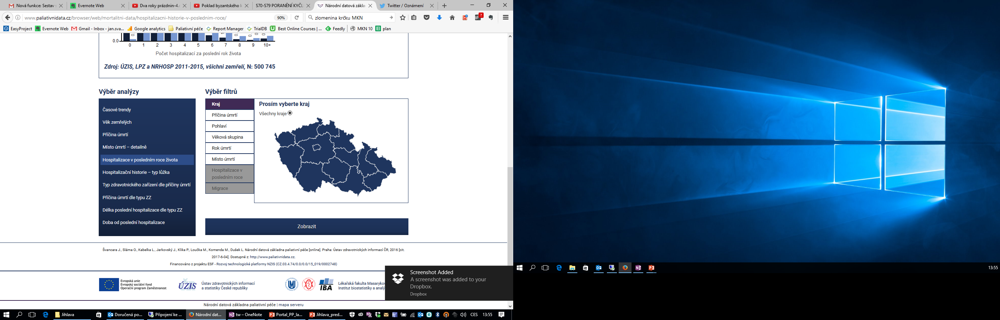 Nová funkce: Sestav s
Evernote Web
Dva roky prázdnin-4.
Poklad byzantského k
S70-S79 PORANĚNÍ KYČL
Národní datová zákla
Twitter / Oznámení
www.paliativnidata.cz/browser/web/mortalitni-data/hospitalizacni-historie-v-poslednim-roce/
90%
zlomenina krčku MKN
?
EasyProject
Evernote Web
Gmail - Inbox - jan.sva...
Google analytics
Paliativní péče
Report Manager
TrialDB
Best Online Courses | ...
Feedly
MKN 10
plan
0.0
0 1 2 3 4 5 6 7 8 9 10+
Počet hospitalizací za poslední rok života
Zdroj: ÚZIS, LPZ a NRHOSP 2011-2015, všichni zemřelí, N: 500 745
Výběr analýzy
Časové trendy
Věk zemřelých
Příčina úmrtí
Místo úmrtí – detailně
Hospitalizace v posledním roce života
Hospitalizační historie – typ lůžka
Typ zdravotnického zařízení dle příčiny úmrtí
Příčina úmrtí dle typu ZZ
Délka poslední hospitalizace dle typu ZZ
Doba od poslední hospitalizace
Výběr filtrů
Kraj
Příčina úmrtí
Pohlaví
Věková skupina
Rok úmrtí
Místo úmrtí
Hospitalizace v
posledním roce
Migrace
Prosím vyberte kraj
Všechny kraje
Zobrazit
Švancara J., Sláma O., Kabelka L., Jarkovský J., Klika P., Loučka M., Komenda M., Dušek L. Národní datová základna paliativní péče [online]. Praha: Ústav zdravotnických informací ČR, 2016 [cit.
2017-6-04]. Dostupné z: http://www.paliativnidata.cz.
Financováno z projektu ESF - Rozvoj technologické platformy NZIS (CZ.03.4.74/0.0/0.0/15_019/0002748)
Evropská unie
Evropský sociální fond
Operační program Zaměstnanost
ÚZIS
Ústav zdravotnických informací
a statistiky České republiky
IBA
Lékařská fakulta Masarykov
Institut biostatistiky a analý
Screenshot Added
A screenshot was added to your
Dropbox.
Dropbox
Národní datová základna paliativní péče | mapa serveru
Jihlava
Doručená po...
Připojení ke ...
Národní dat...
tw – OneNote
Portal_PP_la...
Jihlava_pred...
CES
13:55
13:55